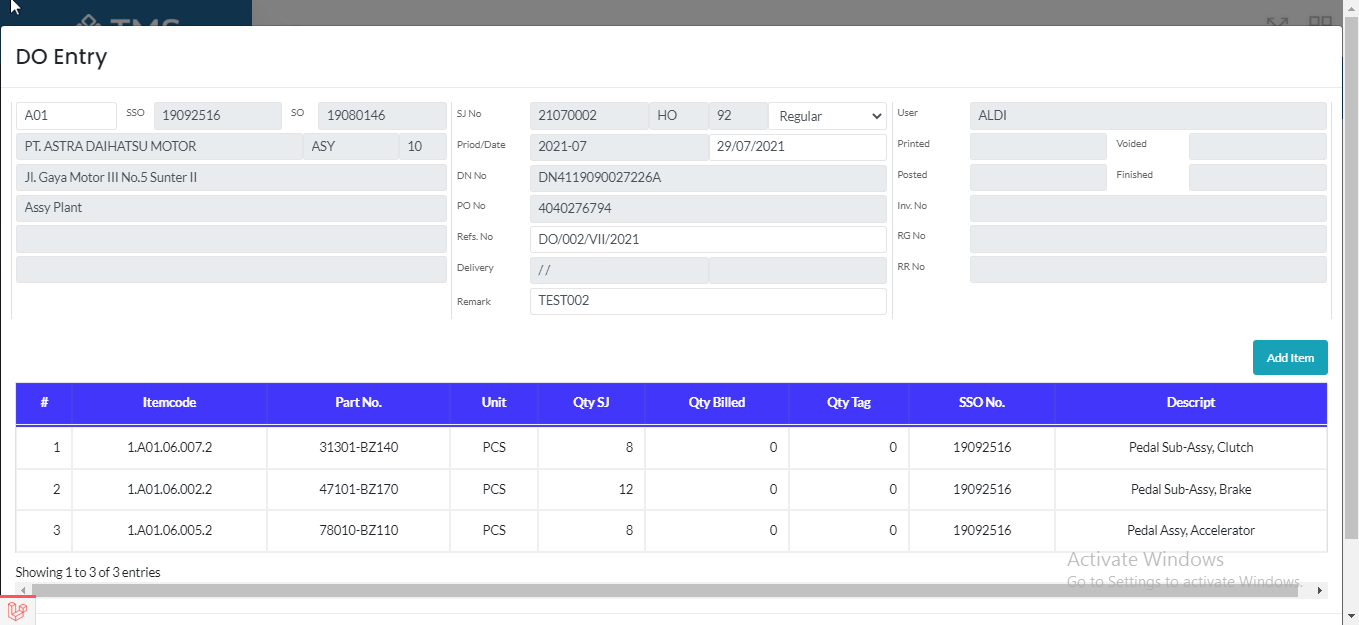 TMS
DO Entry
A01 SSO 19092516 SO 19080146
PT. ASTRA DAIHATSU MOTOR ASY 10
Jl. Gaya Motor III No.5 Sunter II
Assy Plant
SJ No 21070002 HO 92 Regular
Priod/Date 2021-07 29/07/2021
DN No DN4119090027226A
PO No 4040276794
Refs. No DO/002/VII/2021
Delivery //
Remark TEST002
User ALDI
Printed Voided
Posted Finished
Inv. No
RG No
RR No
Add Item
# Itemcode Part No. Unit Qty SJ Qty Billed Qty Tag SSO No. Descript
1 1.A01.06.007.2 31301-BZ140 PCS 8 0 0 19092516 Pedal Sub-Assy, Clutch
2 1.A01.06.002.2 47101-BZ170 PCS 12 0 0 19092516 Pedal Sub-Assy, Brake
3 1.A01.06.005.2 78010-BZ110 PCS 8 0 0 19092516 Pedal Assy, Accelerator
Showing 1 to 3 of 3 entries
Activate Windows
Go to Settings to activate Windows.